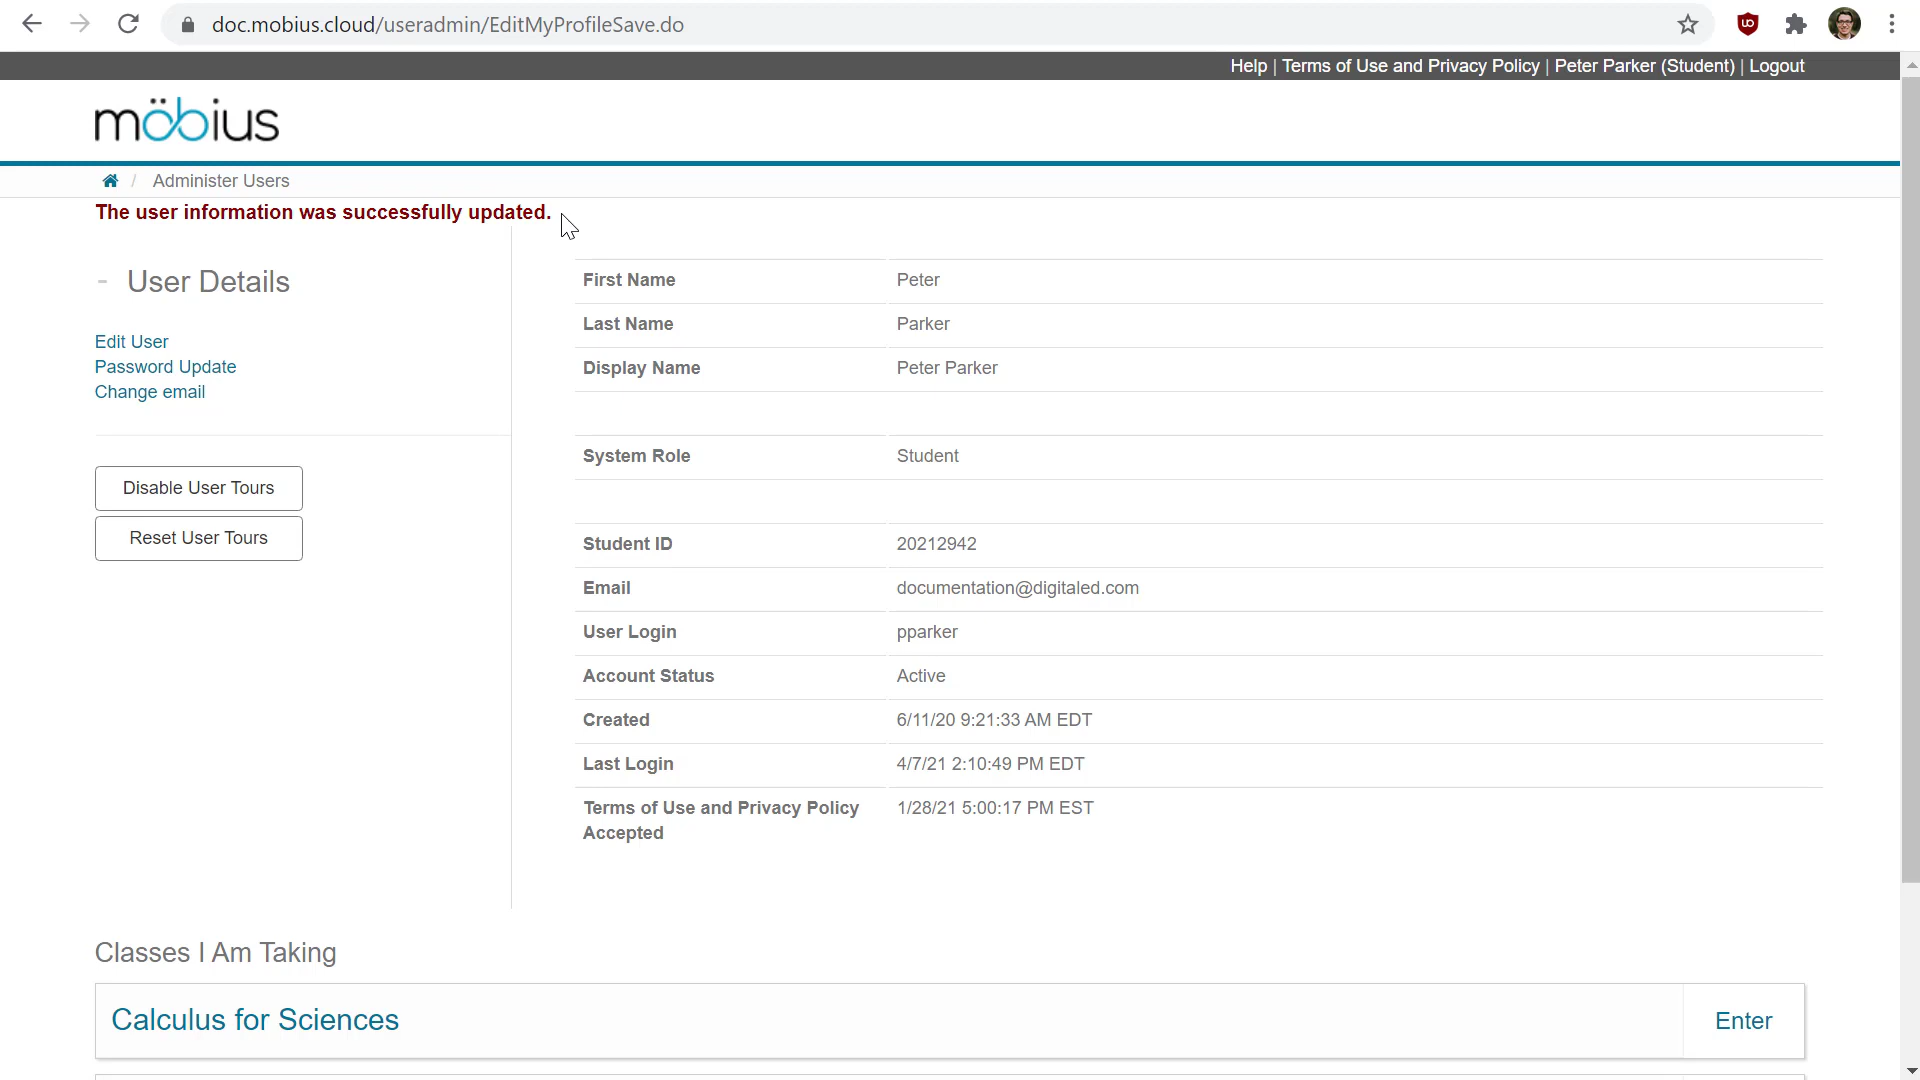 doc.mobius.cloud/useradmin/EditMyProfileSave.do
Help | Terms of Use and Privacy Policy | Peter Parker (Student) | Logout
möbius
/ Administer Users
The user information was successfully updated.
- User Details
Edit User
Password Update
Change email
Disable User Tours
Reset User Tours
First Name Peter
Last Name Parker
Display Name Peter Parker
System Role Student
Student ID 20212942
Email documentation@digitaled.com
User Login pparker
Account Status Active
Created 6/11/20 9:21:33 AM EDT
Last Login 4/7/21 2:10:49 PM EDT
Terms of Use and Privacy Policy 1/28/21 5:00:17 PM EST
Accepted
Classes I Am Taking
Calculus for Sciences Enter